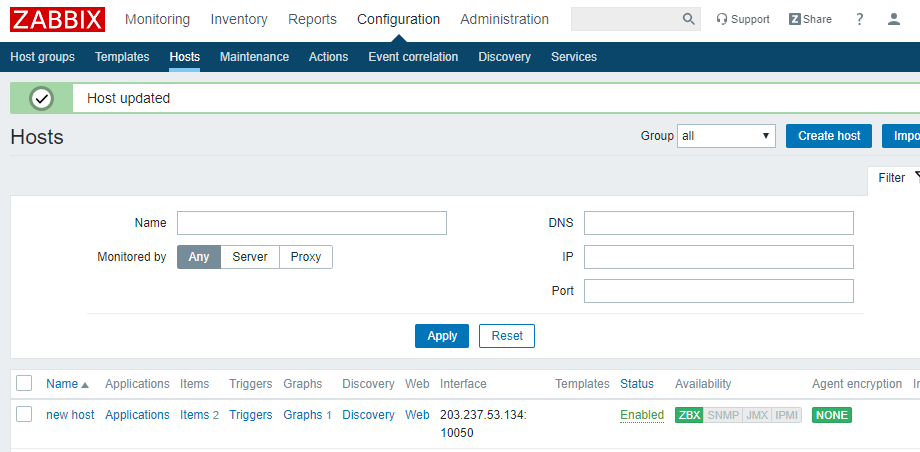 ZABBIX Monitoring Inventory Reports Configuration Administration Support Z Share ?
Host groups Templates Hosts Maintenance Actions Event correlation Discovery Services
Host updated
Hosts Group all Create host Impo
Filter
Name DNS
Monitored by Any Server Proxy IP
Port
Apply Reset
Name Applications Items Triggers Graphs Discovery Web Interface Templates Status Availability Agent encryption In
new host Applications Items 2 Triggers Graphs 1 Discovery Web 203.237.53.134: Enabled ZBX SNMP JMX IPMI NONE
10050